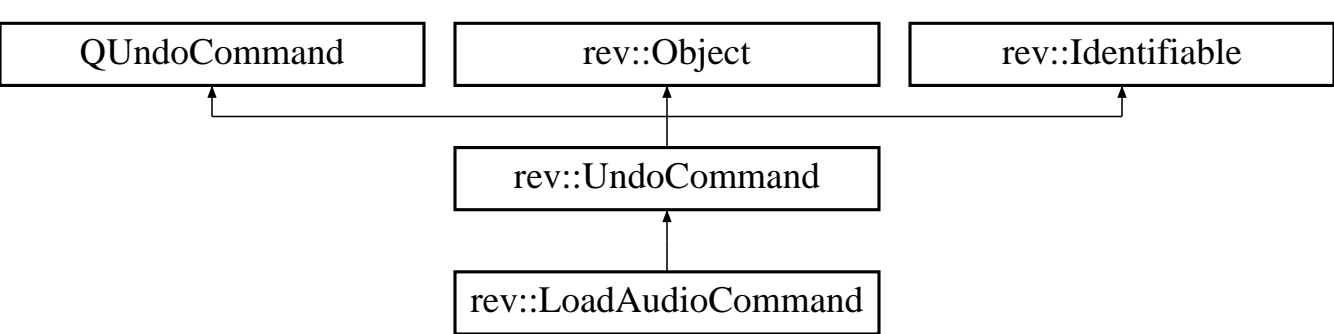 QUndoCommand
rev::Object
rev::Identifiable
rev::UndoCommand
rev::LoadAudioCommand